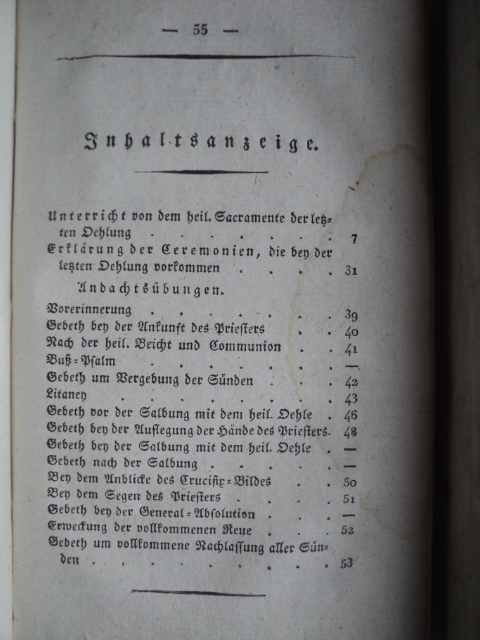 — 55 —
Inhaltsanzeige.
Unterricht von dem heil. Sacramente der letz-
ten Oehlung . . . . . . 7
Erklärung der Ceremonien, die bey der
letzten Oehlung vorkommen . . . . 31
Andachtsübungen.
Vorerinnerung . . . . . . 39
Gebeth bey der Ankunft des Priesters . . 40
Nach der heil. Beicht und Communion . . 41
Buß-Psalm . . . . . . . —
Gebeth um Vergebung der Sünden . . . 42
Litaney . . . . . . . 43
Gebeth vor der Salbung mit dem heil. Oehle . 46
Gebeth bey der Auflegung der Hände des Priesters. 48
Gebeth bey der Salbung mit dem heil. Oehle . —
Gebeth nach der Salbung . . . . . —
Bey dem Anblicke des Crucifix-Bildes . . 50
Bey dem Segen des Priesters . . . . 51
Gebeth bey der General-Absolution . . . —
Erweckung der vollkommenen Reue . . . 52
Gebeth um vollkommene Nachlassung aller Sün-
den . . . . . . . . 53